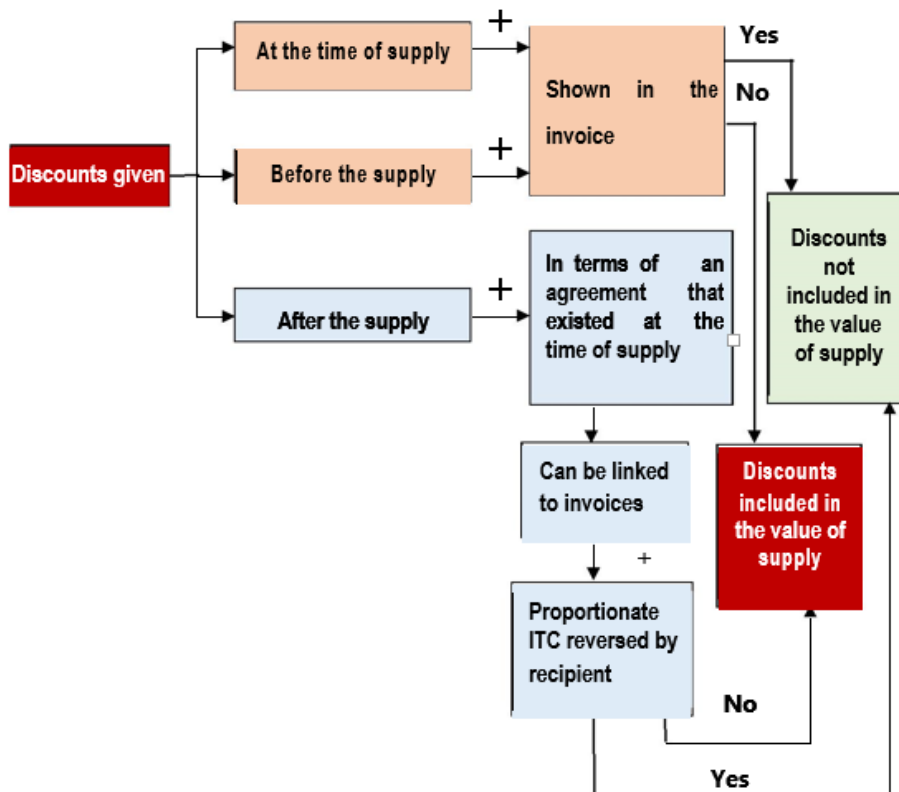 At the time of supply
+
Yes
Shown in the
invoice
No
Discounts given
Before the supply
+
Discounts
not
included in
the value
of supply
After the supply
+
In terms of an
agreement that
existed at the
time of supply
Can be linked
to invoices
+
Discounts
included in
the value of
supply
Proportionate
ITC reversed by
recipient
No
Yes